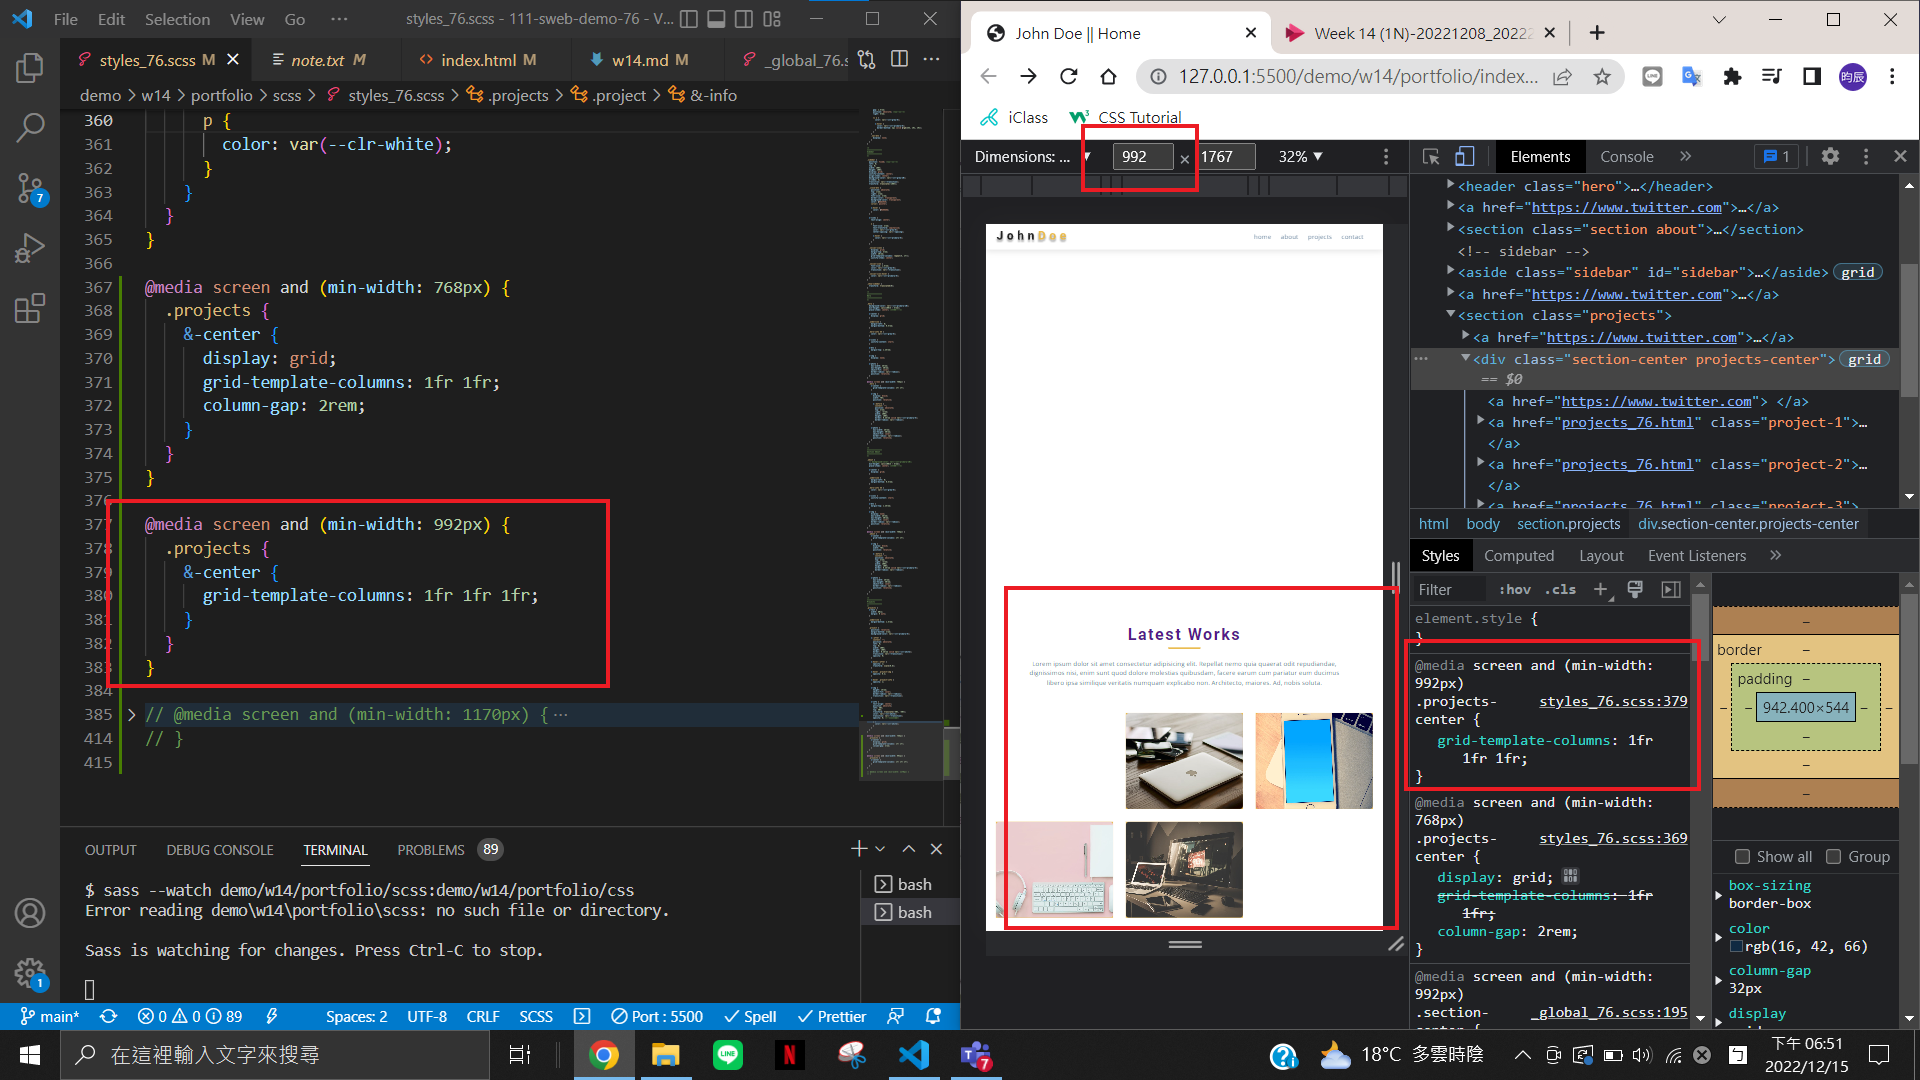 File Edit Selection View Go ··· styles_76.scss - 111-sweb-demo-76 - V...
styles_76.scss M note.txt M index.html M w14.md M _global_76.s
demo > w14 > portfolio > scss > styles_76.scss > .projects > .project > &-info
360 p {
361 color: var(--clr-white);
362 }
363 }
364 }
365 }
366
367 @media screen and (min-width: 768px) {
368 .projects {
369 &-center {
370 display: grid;
371 grid-template-columns: 1fr 1fr;
372 column-gap: 2rem;
373 }
374 }
375 }
376
377 @media screen and (min-width: 992px) {
378 .projects {
379 &-center {
380 grid-template-columns: 1fr 1fr 1fr;
381 }
382 }
383 }
384
385 // @media screen and (min-width: 1170px) { ···
414 // }
415
OUTPUT DEBUG CONSOLE TERMINAL PROBLEMS 89
$ sass --watch demo/w14/portfolio/scss:demo/w14/portfolio/css
Error reading demo\w14\portfolio\scss: no such file or directory.
Sass is watching for changes. Press Ctrl-C to stop.
bash
bash
7
1
main* 0 0 89 Spaces: 2 UTF-8 CRLF SCSS Port : 5500 Spell Prettier
John Doe || Home
Week 14 (1N)-20221208_2022
127.0.0.1:5500/demo/w14/portfolio/index...
昀辰
iClass CSS Tutorial
Dimensions: ... 992 × 1767 32%
JohnDoe
home about projects contact
Latest Works
Lorem ipsum dolor sit amet consectetur adipisicing elit. Repellat nemo quia quaerat odit repudiandae,
dignissimos nisi, enim sunt quod dolore molestias quibusdam, facere earum cum pariatur eum ducimus
libero ipsa similique veritatis numquam explicabo non. Architecto, maiores. Ad, nobis soluta.
Elements Console » 1
<header class="hero">…</header>
<a href="https://www.twitter.com">…</a>
<section class="section about">…</section>
<!-- sidebar -->
<aside class="sidebar" id="sidebar">…</aside> grid
<a href="https://www.twitter.com">…</a>
<section class="projects">
<a href="https://www.twitter.com">…</a>
<div class="section-center projects-center"> grid
== $0
<a href="https://www.twitter.com"> </a>
<a href="projects_76.html" class="project-1">…
</a>
<a href="projects_76.html" class="project-2">…
</a>
<a href="projects_76.html" class="project-3">
html body section.projects div.section-center.projects-center
Styles Computed Layout Event Listeners »
Filter :hov .cls +
element.style {
}
@media screen and (min-width:
992px)
.projects- styles_76.scss:379
center {
grid-template-columns: 1fr
1fr 1fr;
}
@media screen and (min-width:
768px)
.projects- styles_76.scss:369
center {
display: grid;
grid-template-columns: 1fr
1fr;
column-gap: 2rem;
}
@media screen and (min-width:
992px)
.section- _global_76.scss:195
center {
–
border –
padding –
– – 942.400×544 – –
–
–
–
Show all Group
box-sizing
border-box
color
rgb(16, 42, 66)
column-gap
32px
display
在這裡輸入文字來搜尋
LINE
N
7
18°C 多雲時陰
下午 06:51
2022/12/15